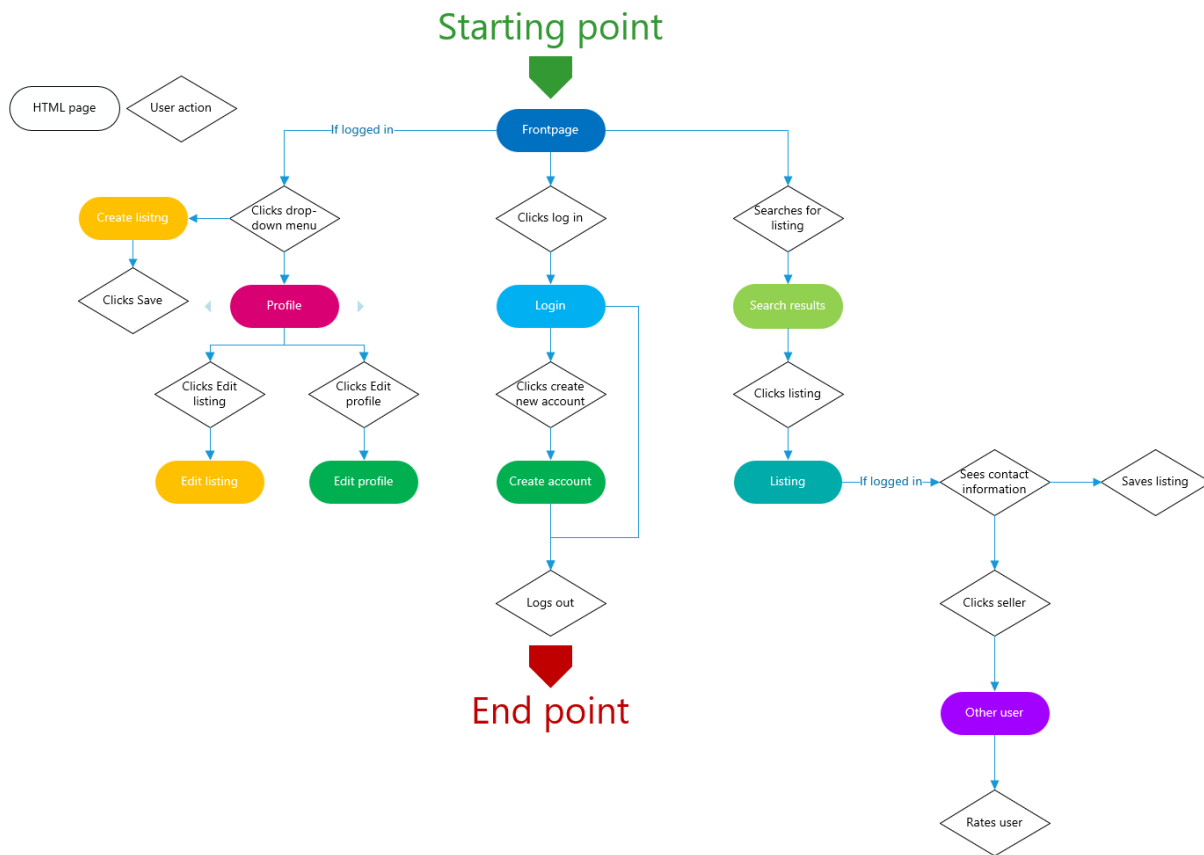 Starting point
HTML page
User action
If logged in
Frontpage
Create lisitng
Clicks drop-
down menu
Clicks log in
Searches for
listing
Clicks Save
Profile
Login
Search results
Clicks Edit
listing
Clicks Edit
profile
Clicks create
new account
Clicks listing
Edit listing
Edit profile
Create account
Listing
If logged in
Sees contact
information
Saves listing
Logs out
Clicks seller
End point
Other user
Rates user